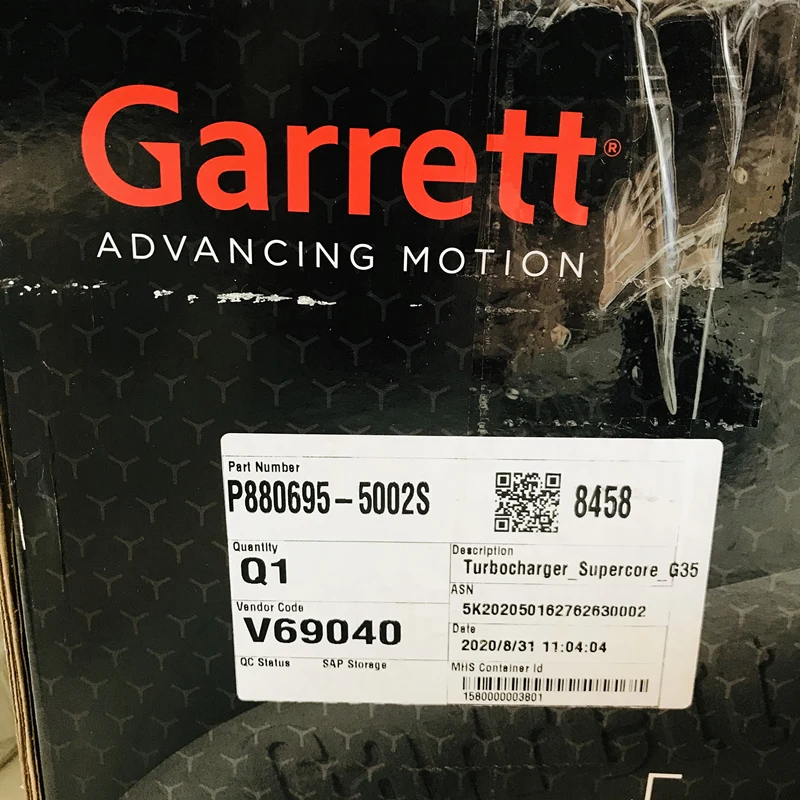 Garrett®
ADVANCING MOTION
Part Number
P880695-5002S
8458
Quantity
Q1
Description
Turbocharger_Supercore_G35
ASN
5K202050162762630002
Vendor Code
V69040
Date
2020/8/31 11:04:04
QC Status SAP Storage
MHS Container Id
1580000003801
Garrett